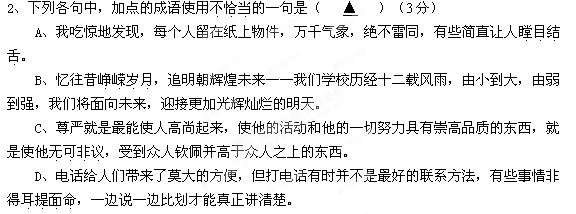 2、下列各句中，加点的成语使用不恰当的一句是（ ▲ ）（3分）
A、我吃惊地发现，每个人留在纸上物件，万千气象，绝不雷同，有些简直让人瞠目结
舌。
B、忆往昔峥嵘岁月，追明朝辉煌未来一一我们学校历经十二载风雨，由小到大，由弱
到强，我们将面向未来，迎接更加光辉灿烂的明天。
C、尊严就是最能使人高尚起来，使他的活动和他的一切努力具有崇高品质的东西，就
是使他无可非议，受到众人钦佩并高于众人之上的东西。
D、电话给人们带来了莫大的方便，但打电话有时并不是最好的联系方法，有些事情非
得耳提面命，一边说一边比划才能真正讲清楚。